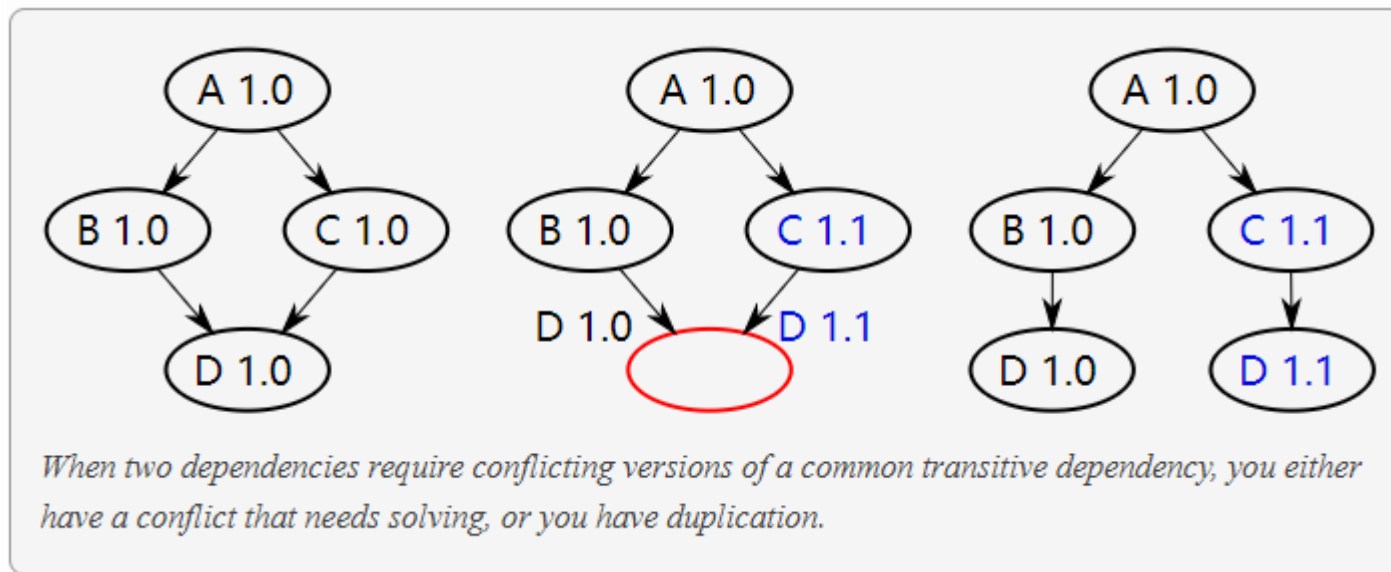 A 1.0 A 1.0 A 1.0
B 1.0 C 1.0 B 1.0 C 1.1 B 1.0 C 1.1
D 1.0 D 1.1
D 1.0 D 1.0 D 1.1
When two dependencies require conflicting versions of a common transitive dependency, you either
have a conflict that needs solving, or you have duplication.